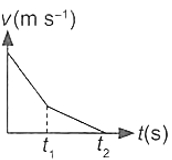 v(m s⁻¹)
t₁ t₂ t(s)